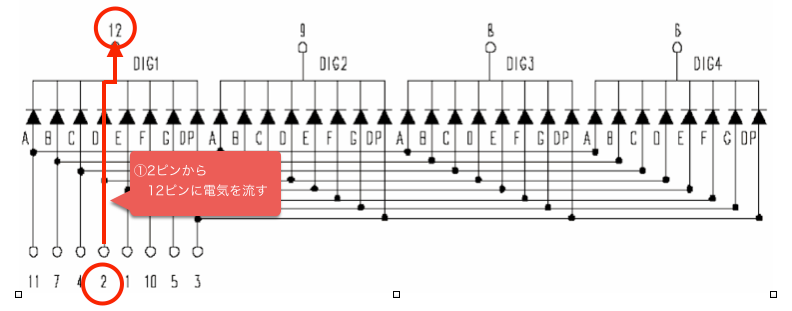 12 9 8 6
DIG1 DIG2 DIG3 DIG4
A B C D E F G DP A B C D E F G DP A B C D E F G DP A B C D E F G DP
①2ピンから
12ピンに電気を流す
11 7 4 2 1 10 5 3